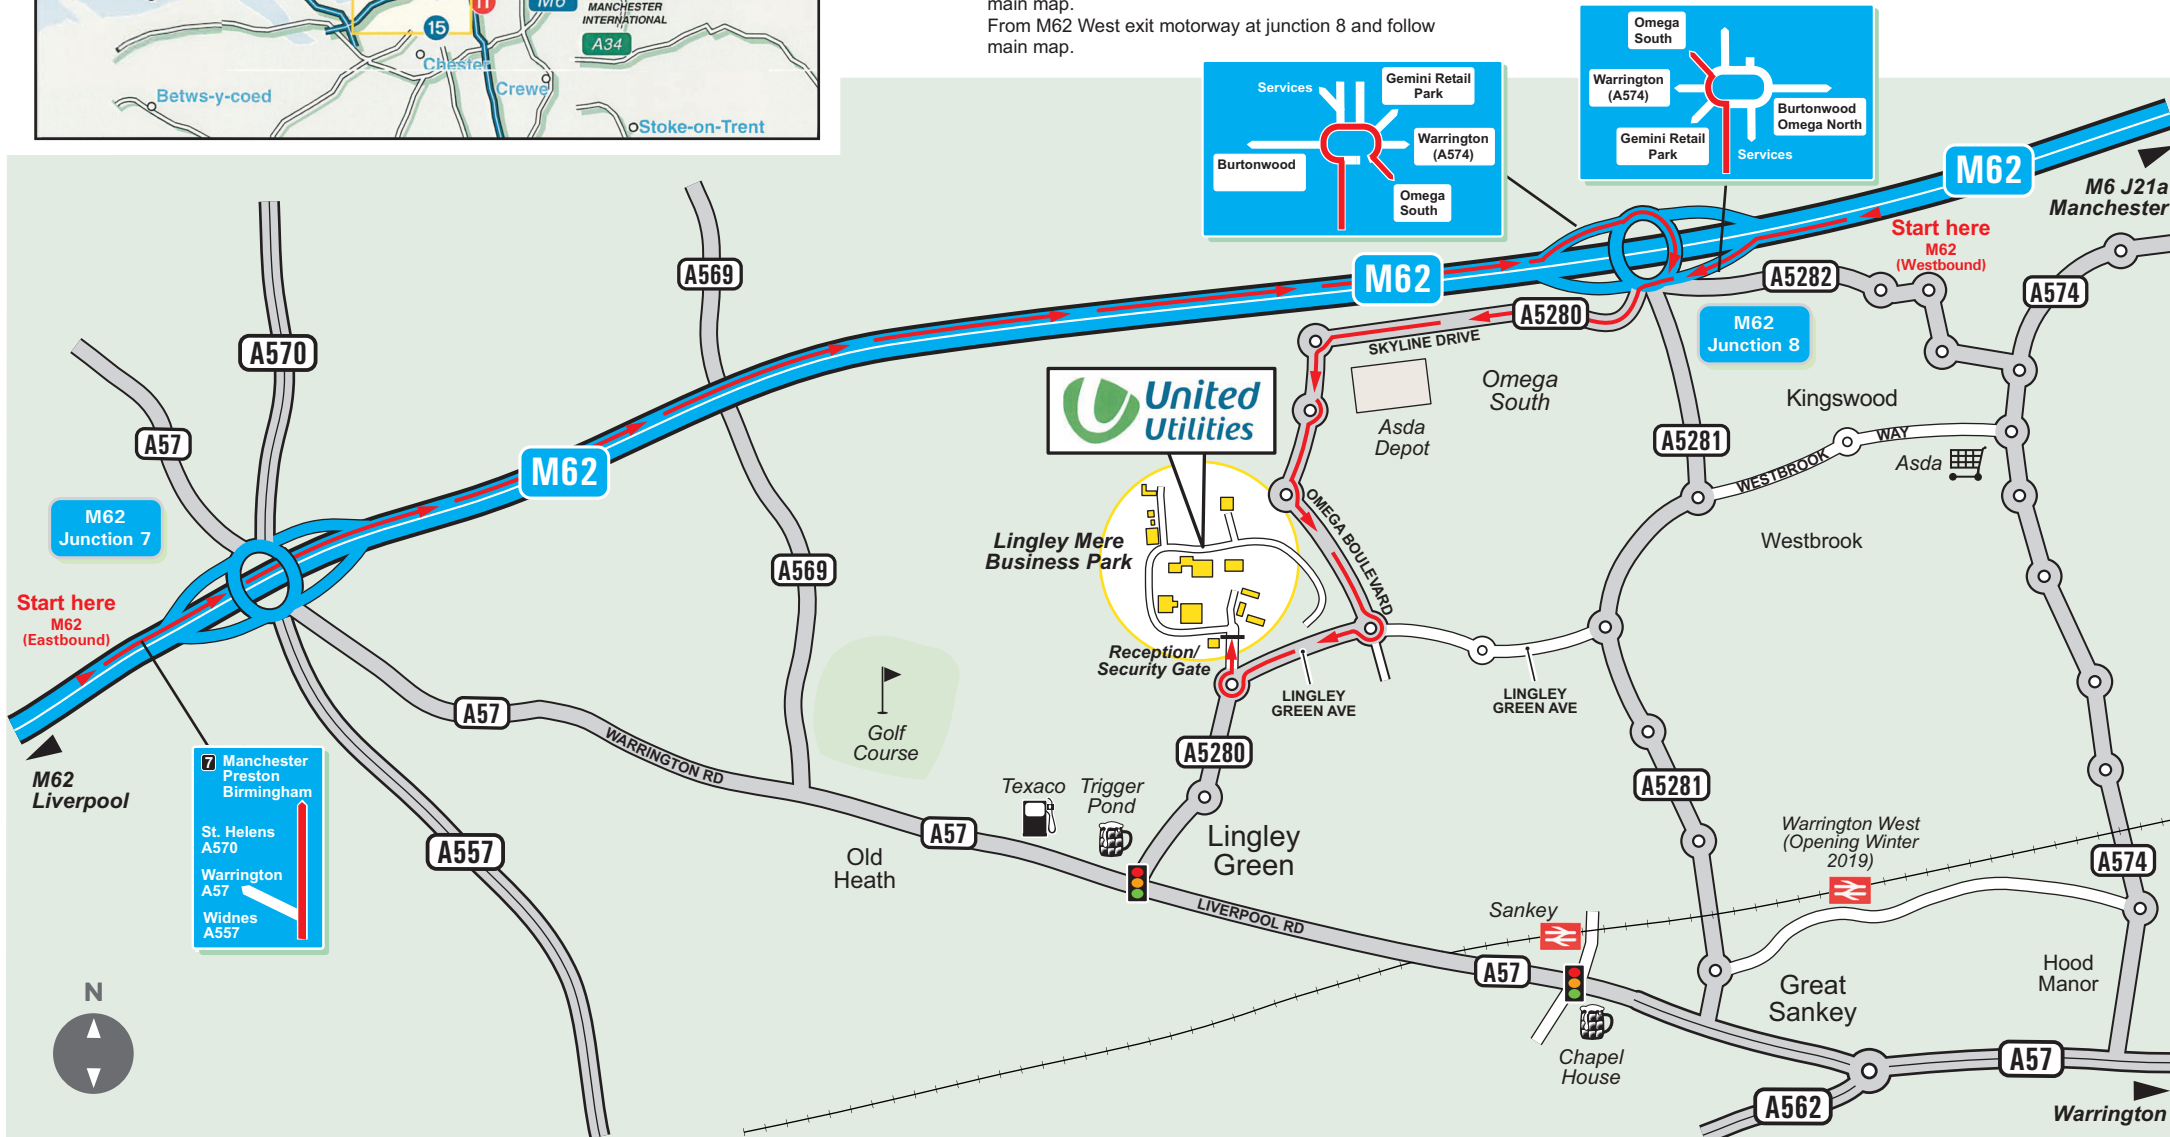 main map.
From M62 West exit motorway at junction 8 and follow
main map.
11
M6
MANCHESTER
INTERNATIONAL
15
A34
Chester
Crewe
Betws-y-coed
Stoke-on-Trent
Services
Gemini Retail
Park
Warrington
(A574)
Burtonwood
Omega
South
Omega
South
Warrington
(A574)
Burtonwood
Omega North
Gemini Retail
Park
Services
M62
M6 J21a
Manchester
Start here
M62
(Westbound)
A569
M62
A5282
A574
A5280
SKYLINE DRIVE
M62
Junction 8
A570
Omega
South
Asda
Depot
Kingswood
United
Utilities
A57
M62
A5281
WESTBROOK
WAY
Asda
M62
Junction 7
OMEGA BOULEVARD
Lingley Mere
Business Park
Westbrook
A569
Start here
M62
(Eastbound)
Reception/
Security Gate
LINGLEY
GREEN AVE
LINGLEY
GREEN AVE
A57
WARRINGTON RD
Golf
Course
A5280
M62
Liverpool
7
Manchester
Preston
Birmingham
St. Helens
A570
Warrington
A57
Widnes
A557
Texaco
Trigger
Pond
A5281
A557
A57
Old
Heath
Lingley
Green
Warrington West
(Opening Winter
2019)
A574
LIVERPOOL RD
Sankey
A57
Hood
Manor
Great
Sankey
N
Chapel
House
A57
A562
Warrington